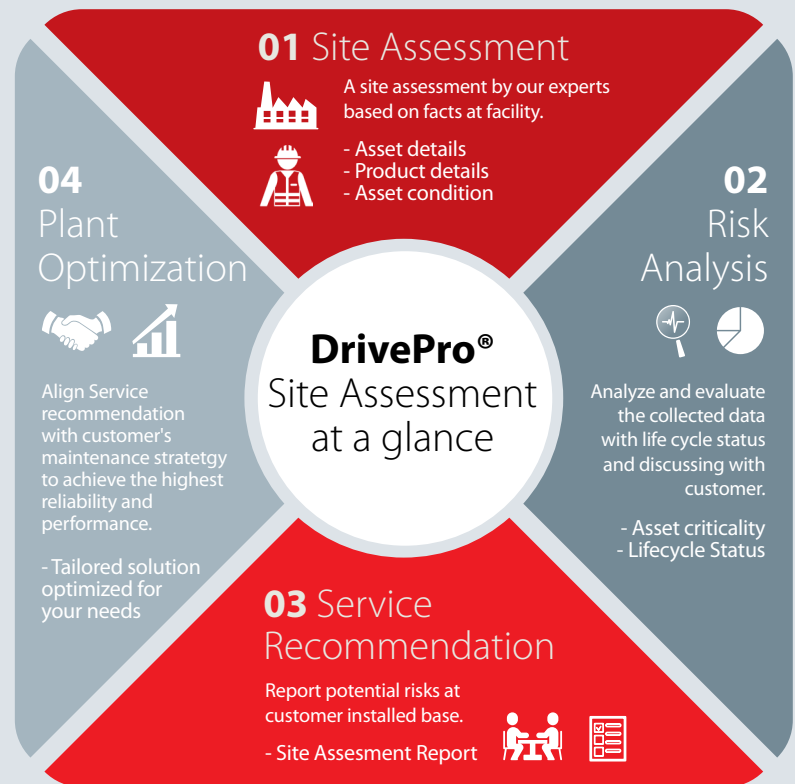 01 Site Assessment
A site assessment by our experts
based on facts at facility.
- Asset details
- Product details
- Asset condition
02
Risk
Analysis
Analyze and evaluate
the collected data
with life cycle status
and discussing with
customer.
- Asset criticality
- Lifecycle Status
DrivePro®
Site Assessment
at a glance
03 Service
Recommendation
Report potential risks at
customer installed base.
- Site Assesment Report
04
Plant
Optimization
Align Service
recommendation
with customer's
maintenance stratetgy
to achieve the highest
reliability and
performance.
- Tailored solution
optimized for
your needs